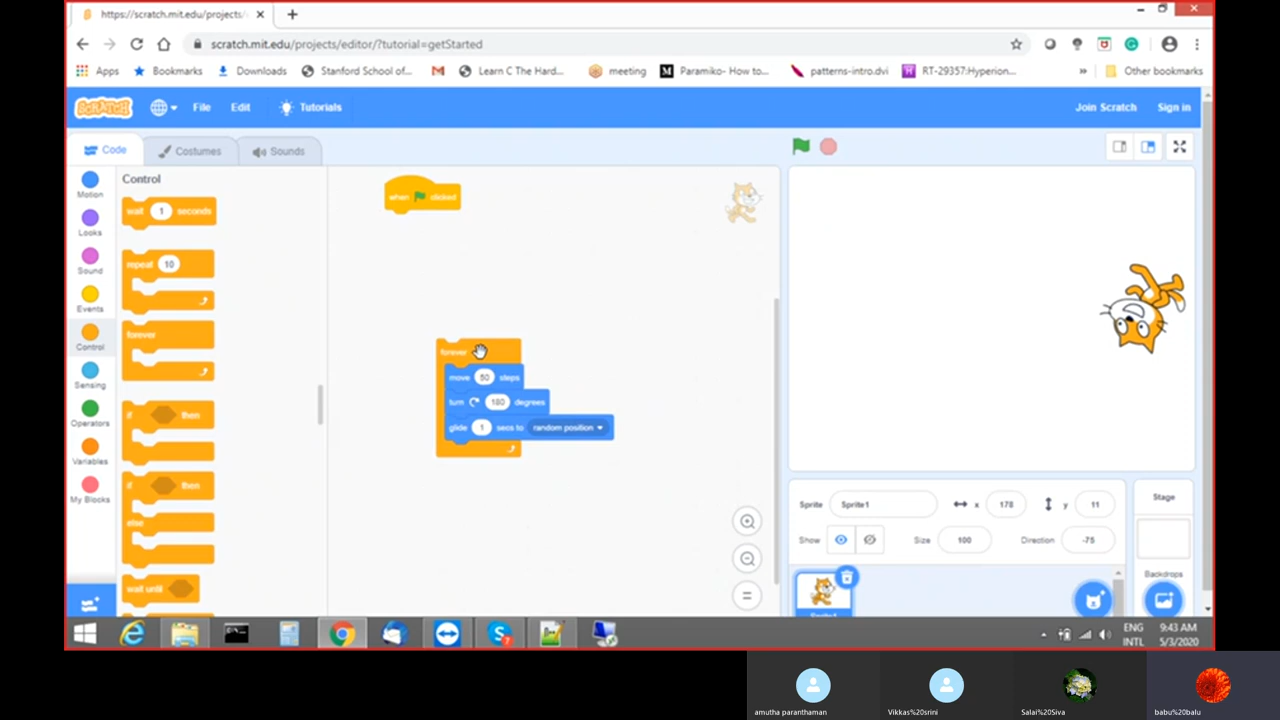 https://scratch.mit.edu/projects/
scratch.mit.edu/projects/editor/?tutorial=getStarted
Apps Bookmarks Downloads Stanford School of... Learn C The Hard... meeting Paramiko- How to... patterns-intro.dvi RT-29357:Hyperion... » Other bookmarks
SCRATCH File Edit Tutorials Join Scratch Sign in
Code Costumes Sounds
Motion
Looks
Sound
Events
Control
Sensing
Operators
Variables
My Blocks
Control
wait 1 seconds
repeat 10
forever
if then
if then
else
wait until
when clicked
forever
move 50 steps
turn 180 degrees
glide 1 secs to random position
Sprite Sprite1 x 178 y 11
Show Size 100 Direction -75
Stage
Backdrops
Sprite1
ENG
INTL
9:43 AM
5/3/2020
amutha paranthaman
Vikkas%20srini
Salai%20Siva
babu%20balu